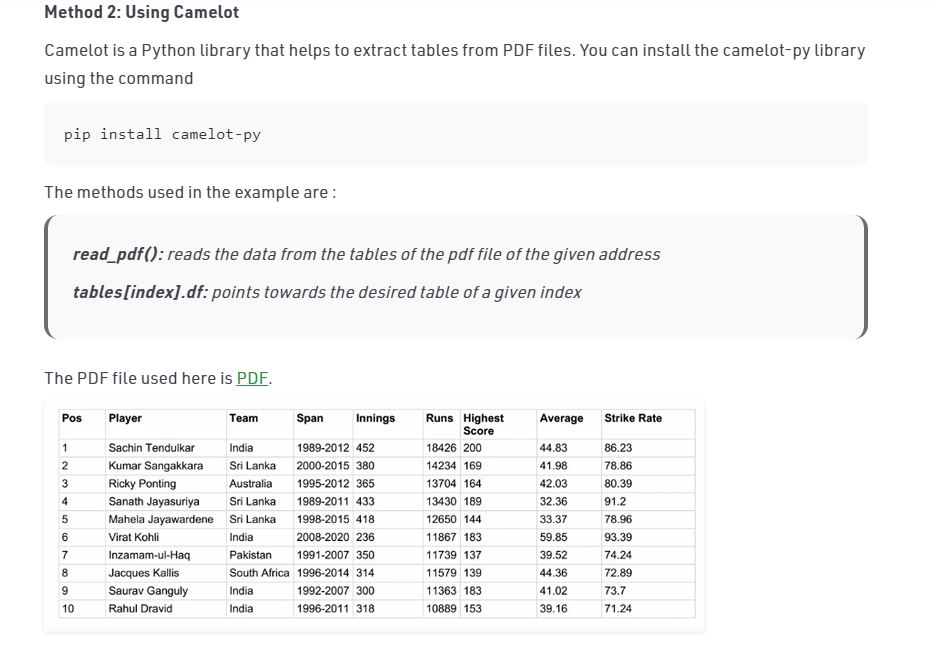 Method 2: Using Camelot
Camelot is a Python library that helps to extract tables from PDF files. You can install the camelot-py library
using the command
pip install camelot-py
The methods used in the example are :
read_pdf(): reads the data from the tables of the pdf file of the given address
tables[index].df: points towards the desired table of a given index
The PDF file used here is PDF.
Pos Player Team Span Innings Runs Highest Average Strike Rate
Score
1 Sachin Tendulkar India 1989-2012 452 18426 200 44.83 86.23
2 Kumar Sangakkara Sri Lanka 2000-2015 380 14234 169 41.98 78.86
3 Ricky Ponting Australia 1995-2012 365 13704 164 42.03 80.39
4 Sanath Jayasuriya Sri Lanka 1989-2011 433 13430 189 32.36 91.2
5 Mahela Jayawardene Sri Lanka 1998-2015 418 12650 144 33.37 78.96
6 Virat Kohli India 2008-2020 236 11867 183 59.85 93.39
7 Inzamam-ul-Haq Pakistan 1991-2007 350 11739 137 39.52 74.24
8 Jacques Kallis South Africa 1996-2014 314 11579 139 44.36 72.89
9 Saurav Ganguly India 1992-2007 300 11363 183 41.02 73.7
10 Rahul Dravid India 1996-2011 318 10889 153 39.16 71.24